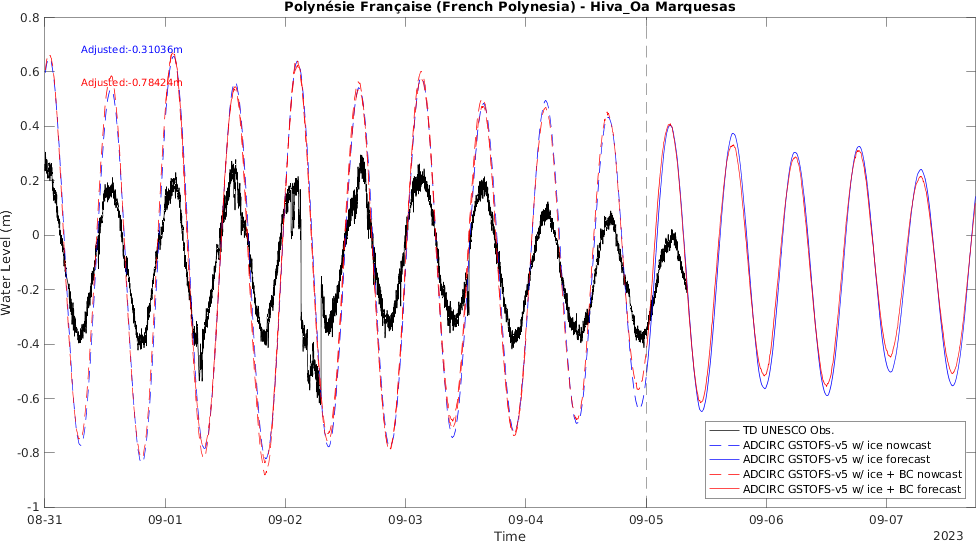 Polynésie Française (French Polynesia) - Hiva_Oa Marquesas
0.8
Adjusted:-0.31036m
0.6
Adjusted:-0.78424m
0.4
0.2
0
-0.2
-0.4
-0.6
-0.8
-1
Water Level (m)
TD UNESCO Obs.
ADCIRC GSTOFS-v5 w/ ice nowcast
ADCIRC GSTOFS-v5 w/ ice forecast
ADCIRC GSTOFS-v5 w/ ice + BC nowcast
ADCIRC GSTOFS-v5 w/ ice + BC forecast
08-31 09-01 09-02 09-03 09-04 09-05 09-06 09-07
Time
2023